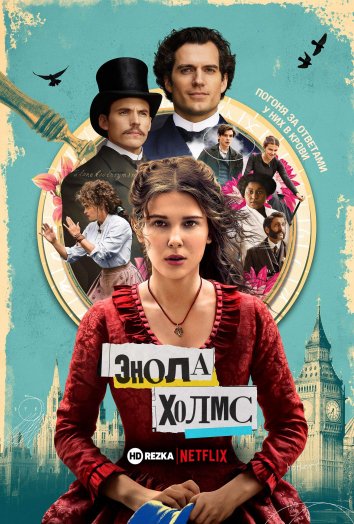 ПОГОНЯ ЗА ОТВЕТАМИ
У НИХ В КРОВИ
ЭНОЛА
ХОЛМС
HD REZKA | NETFLIX